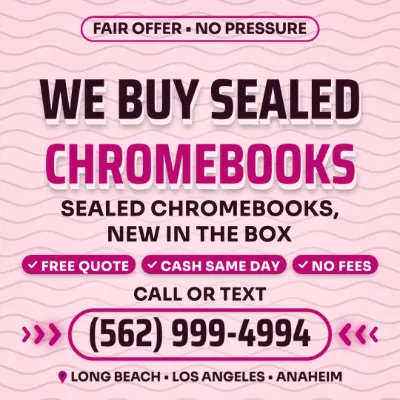 FAIR OFFER • NO PRESSURE
WE BUY SEALED
CHROMEBOOKS
SEALED CHROMEBOOKS,
NEW IN THE BOX
✓ FREE QUOTE ✓ CASH SAME DAY ✓ NO FEES
CALL OR TEXT
(562) 999-4994
LONG BEACH • LOS ANGELES • ANAHEIM